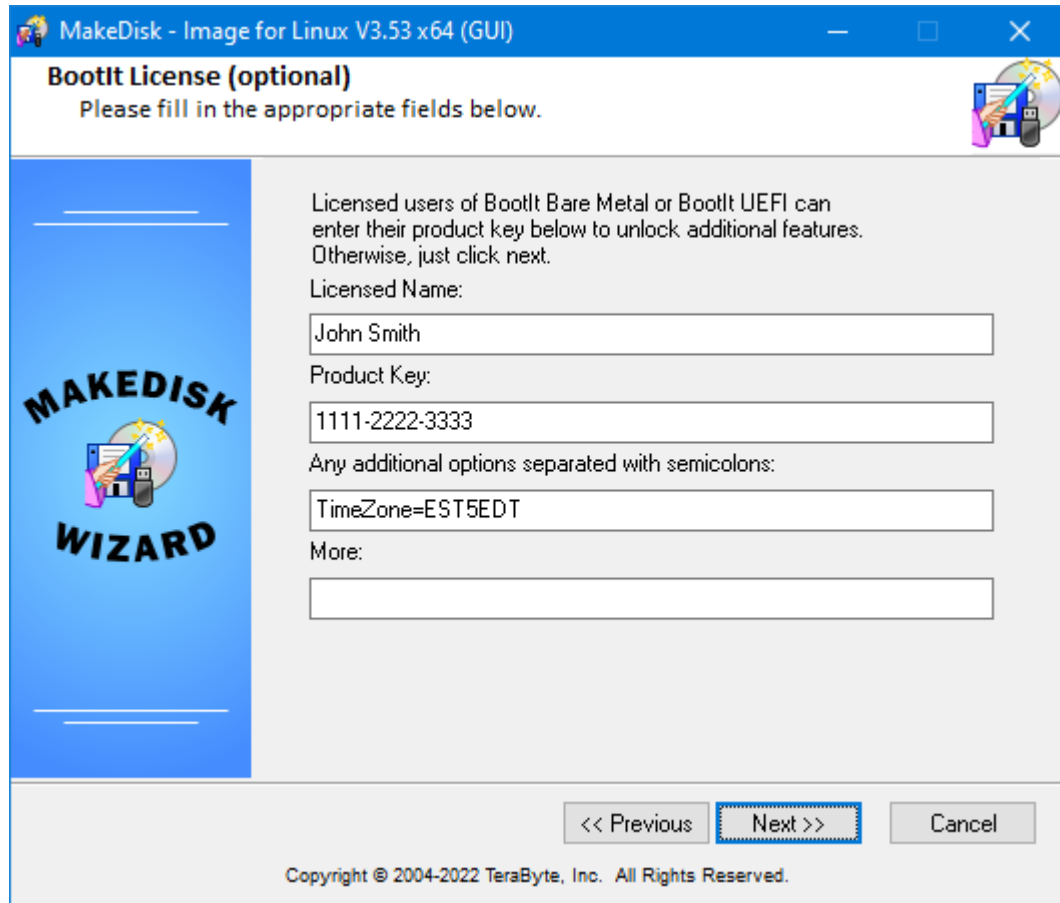 MakeDisk - Image for Linux V3.53 x64 (GUI)
BootIt License (optional)
Please fill in the appropriate fields below.
MAKEDISK
WIZARD
Licensed users of BootIt Bare Metal or BootIt UEFI can
enter their product key below to unlock additional features.
Otherwise, just click next.
Licensed Name:
John Smith
Product Key:
1111-2222-3333
Any additional options separated with semicolons:
TimeZone=EST5EDT
More:
<< Previous
Next >>
Cancel
Copyright © 2004-2022 TeraByte, Inc. All Rights Reserved.